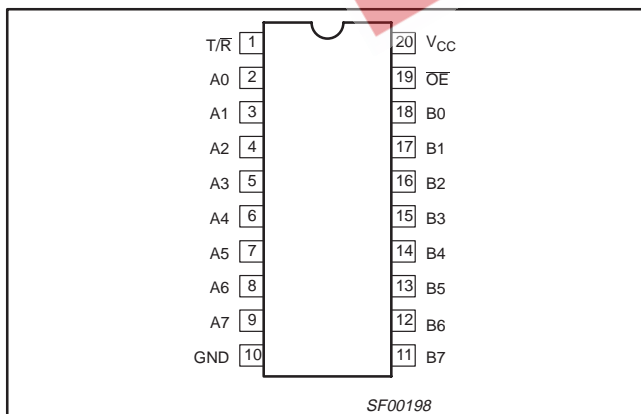 T/R̅ 1 20 VCC
A0 2 19 O̅E̅
A1 3 18 B0
A2 4 17 B1
A3 5 16 B2
A4 6 15 B3
A5 7 14 B4
A6 8 13 B5
A7 9 12 B6
GND 10 11 B7
SF00198